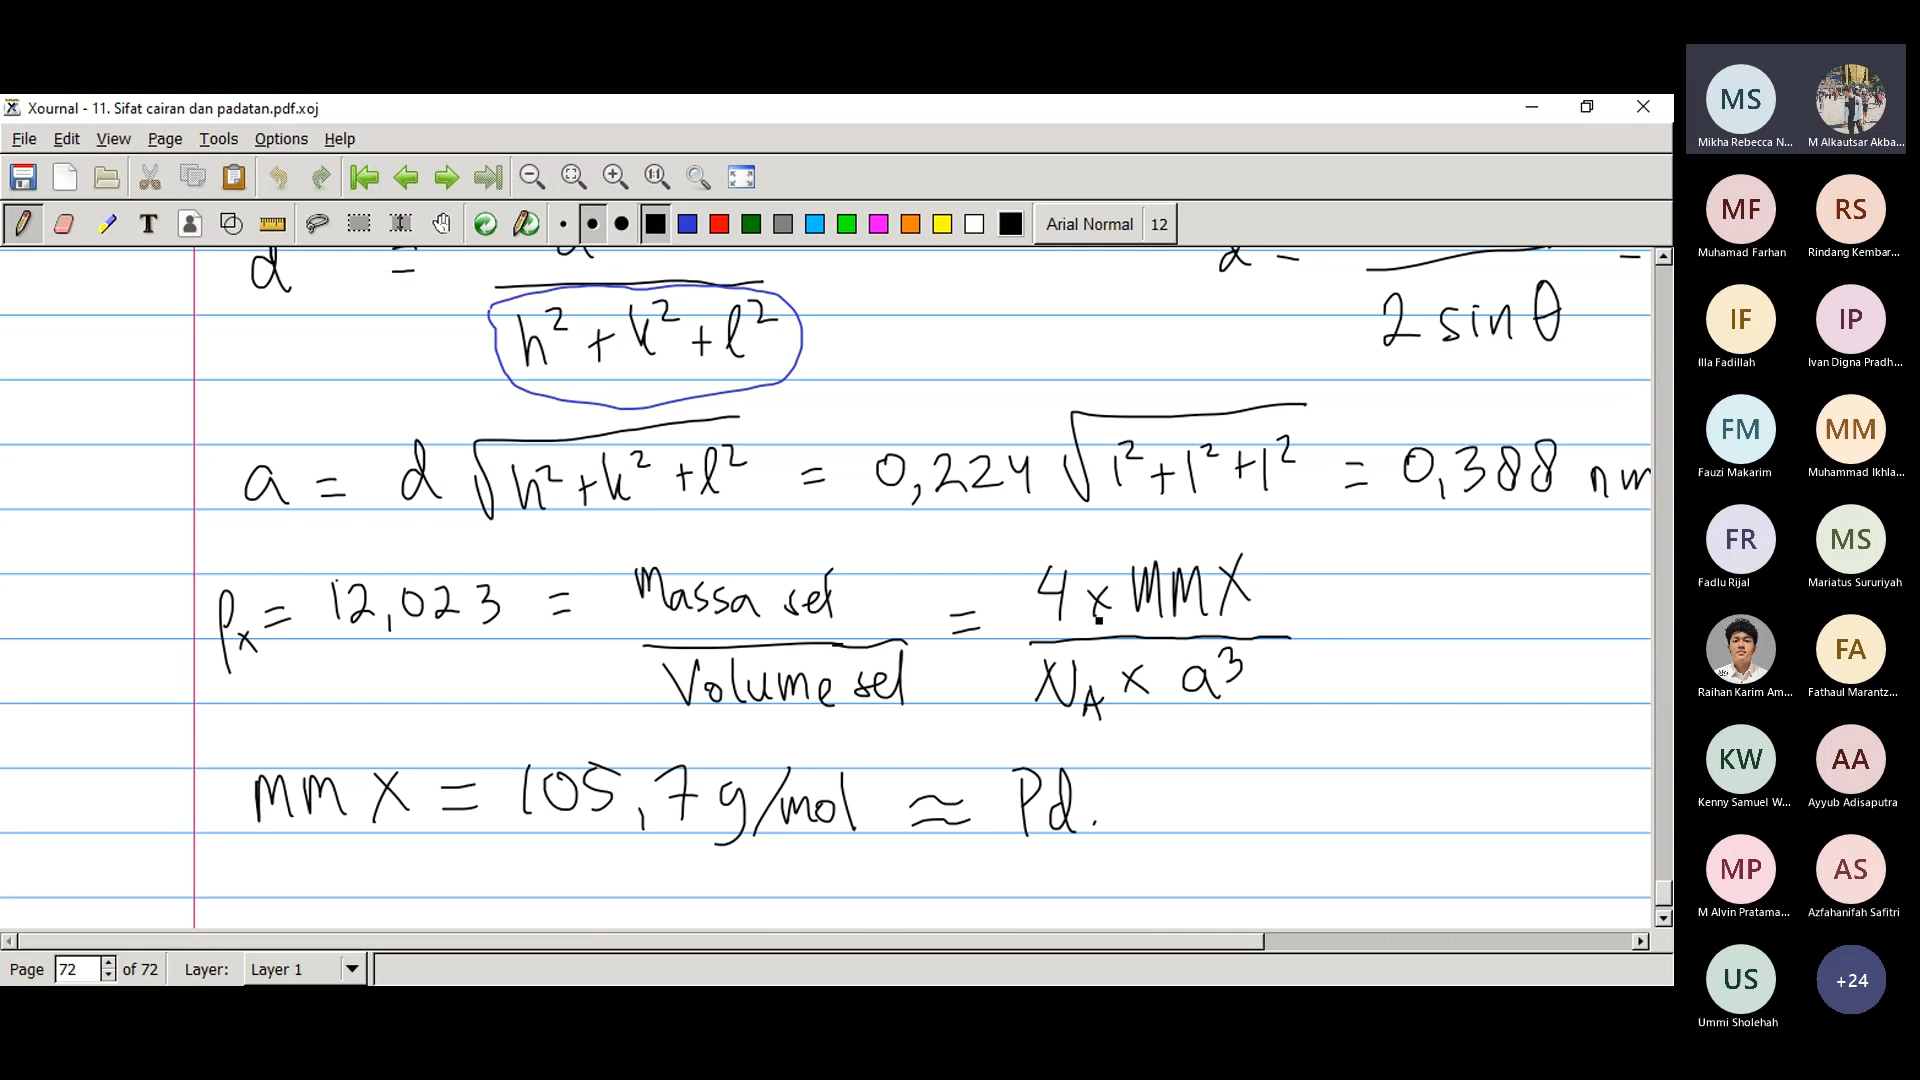 Xournal - 11. Sifat cairan dan padatan.pdf.xoj
File Edit View Page Tools Options Help
Arial Normal 12
d =
h² + k² + l²
2 sin θ
a = d √h² + k² + l² = 0,224 √1² + 1² + 1² = 0,388 nm
ρx = 12,023 = Massa sel / Volume sel = 4 x MM X / NA x a³
MM X = 105,7 g/mol ≈ Pd.
Page 72 of 72 Layer: Layer 1
MS
Mikha Rebecca N... M Alkautsar Akba...
MF RS
Muhamad Farhan Rindang Kembar...
IF IP
Illa Fadillah Ivan Digna Pradh...
FM MM
Fauzi Makarim Muhammad Ikhla...
FR MS
Fadlu Rijal Mariatus Sururiyah
FA
Raihan Karim Am... Fathaul Marantz...
KW AA
Kenny Samuel W... Ayyub Adisaputra
MP AS
M Alvin Pratama... Azfahanifah Safitri
US +24
Ummi Sholehah